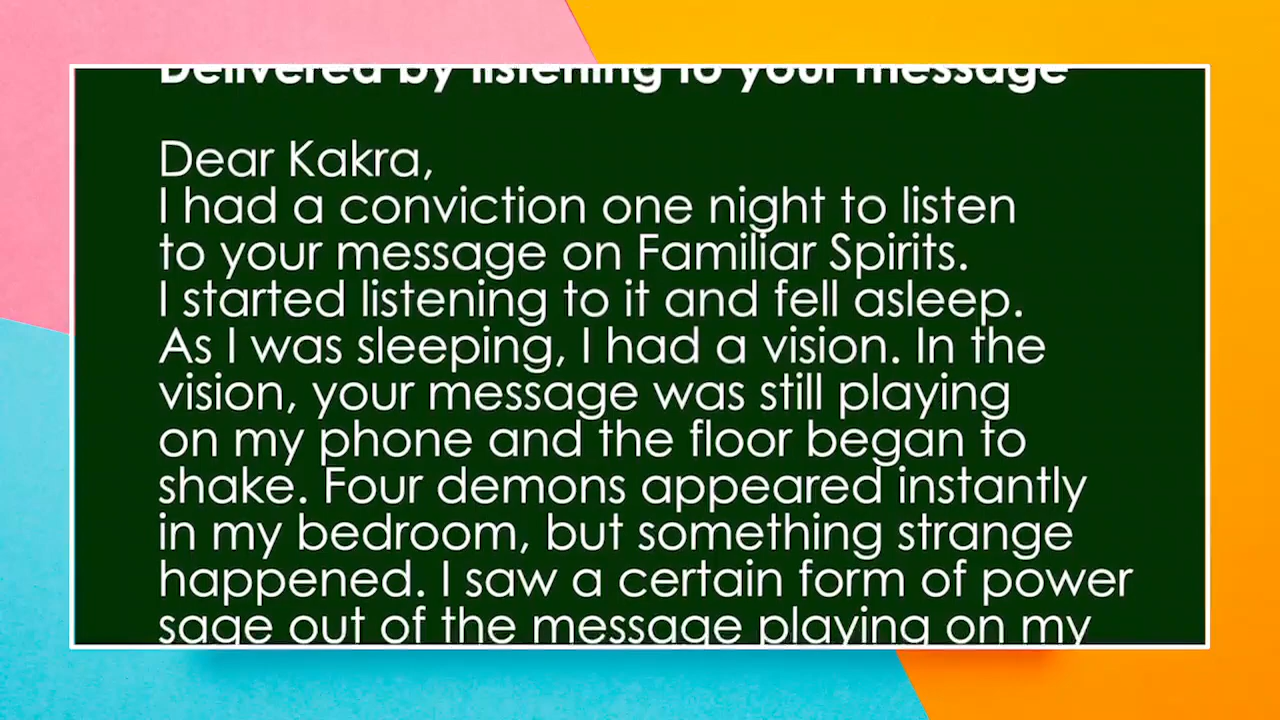 Delivered by listening to your message
Dear Kakra,
I had a conviction one night to listen
to your message on Familiar Spirits.
I started listening to it and fell asleep.
As I was sleeping, I had a vision. In the
vision, your message was still playing
on my phone and the floor began to
shake. Four demons appeared instantly
in my bedroom, but something strange
happened. I saw a certain form of power
sage out of the message playing on my